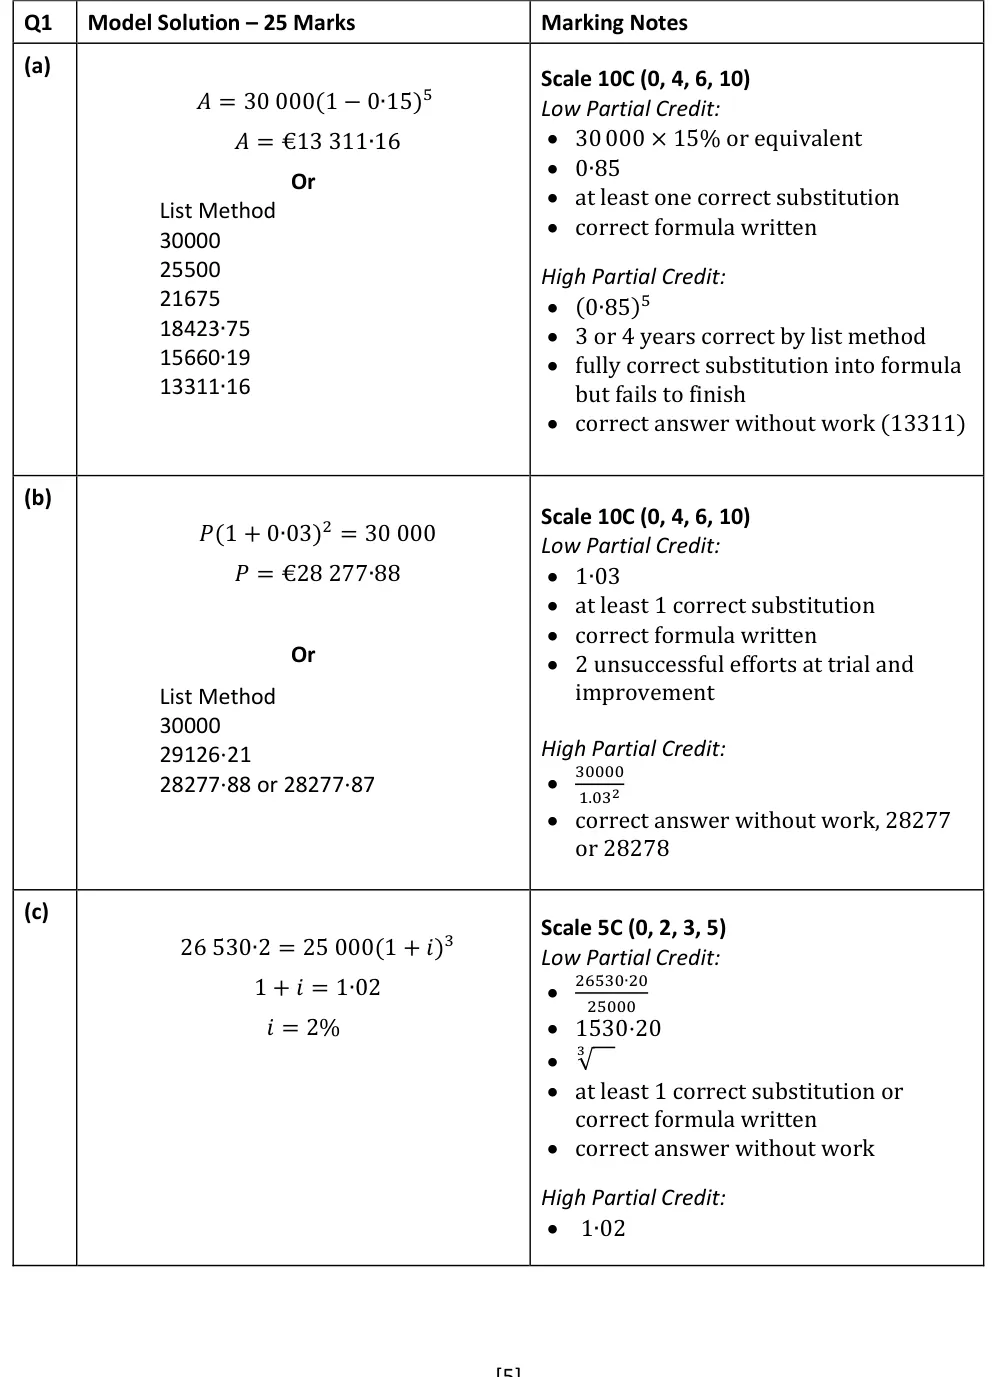 Q1 Model Solution – 25 Marks Marking Notes
(a)
A = 30 000(1 − 0·15)⁵
A = €13 311·16
Or
List Method
30000
25500
21675
18423·75
15660·19
13311·16
Scale 10C (0, 4, 6, 10)
Low Partial Credit:
• 30 000 × 15% or equivalent
• 0·85
• at least one correct substitution
• correct formula written
High Partial Credit:
• (0·85)⁵
• 3 or 4 years correct by list method
• fully correct substitution into formula
but fails to finish
• correct answer without work (13311)
(b)
P(1 + 0·03)² = 30 000
P = €28 277·88
Or
List Method
30000
29126·21
28277·88 or 28277·87
Scale 10C (0, 4, 6, 10)
Low Partial Credit:
• 1·03
• at least 1 correct substitution
• correct formula written
• 2 unsuccessful efforts at trial and
improvement
High Partial Credit:
• 30000
1.03²
• correct answer without work, 28277
or 28278
(c)
26 530·2 = 25 000(1 + i)³
1 + i = 1·02
i = 2%
Scale 5C (0, 2, 3, 5)
Low Partial Credit:
• 26530·20
25000
• 1530·20
• ∛
• at least 1 correct substitution or
correct formula written
• correct answer without work
High Partial Credit:
• 1·02
[5]